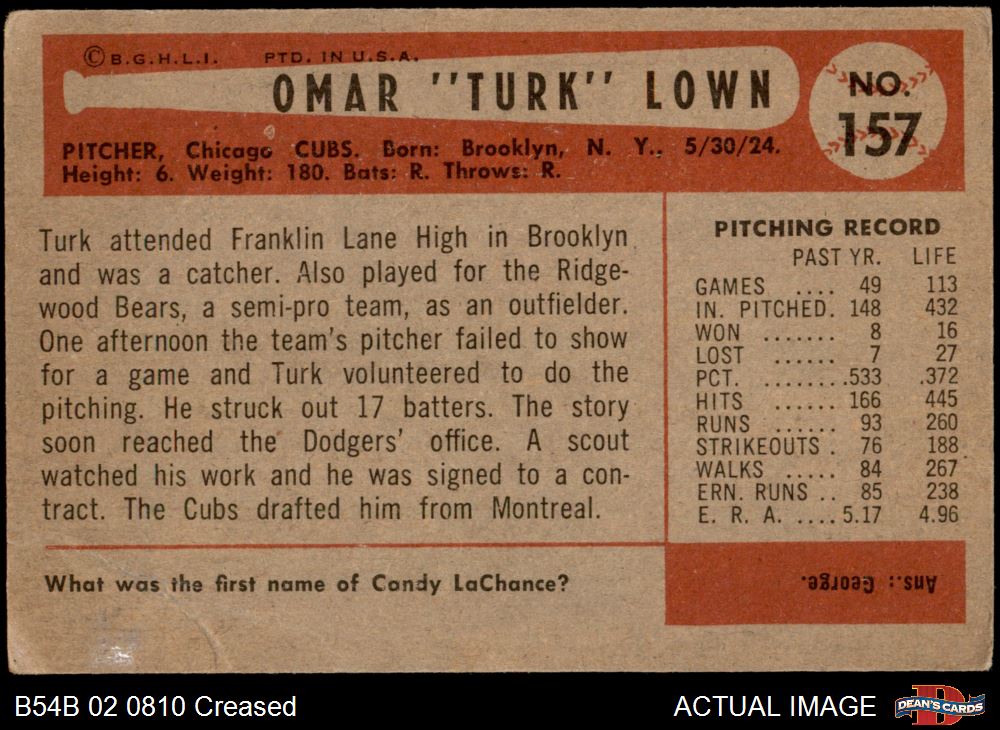 © B.G.H.L.I. PTD. IN U.S.A.
OMAR "TURK" LOWN
NO.
157
PITCHER, Chicago CUBS. Born: Brooklyn, N. Y.. 5/30/24.
Height: 6. Weight: 180. Bats: R. Throws: R.
Turk attended Franklin Lane High in Brooklyn
and was a catcher. Also played for the Ridge-
wood Bears, a semi-pro team, as an outfielder.
One afternoon the team's pitcher failed to show
for a game and Turk volunteered to do the
pitching. He struck out 17 batters. The story
soon reached the Dodgers' office. A scout
watched his work and he was signed to a con-
tract. The Cubs drafted him from Montreal.
PITCHING RECORD
PAST YR. LIFE
GAMES .... 49 113
IN. PITCHED. 148 432
WON ....... 8 16
LOST ...... 7 27
PCT. ........533 .372
HITS ...... 166 445
RUNS ...... 93 260
STRIKEOUTS . 76 188
WALKS ..... 84 267
ERN. RUNS .. 85 238
E. R. A. ....5.17 4.96
What was the first name of Candy LaChance?
Ans.: George.
B54B 02 0810 Creased
ACTUAL IMAGE
DEAN'S CARDS